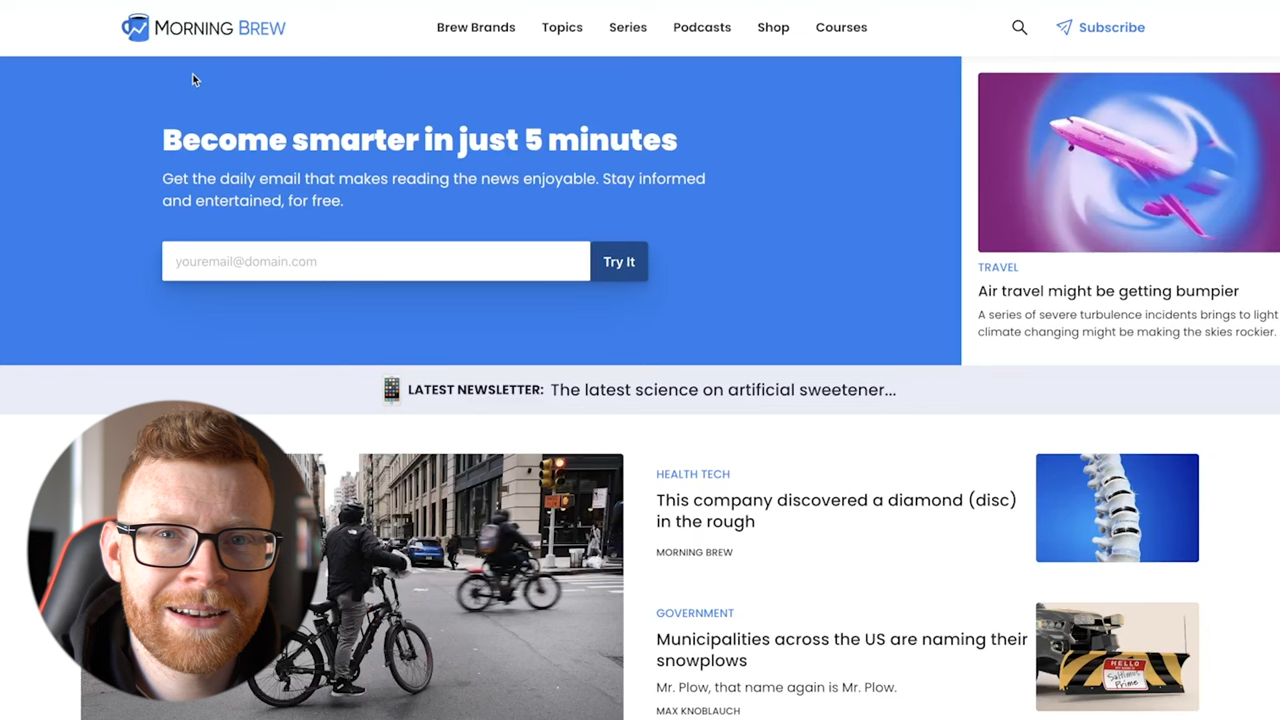 MORNING BREW
Brew Brands
Topics
Series
Podcasts
Shop
Courses
Subscribe
Become smarter in just 5 minutes
Get the daily email that makes reading the news enjoyable. Stay informed
and entertained, for free.
youremail@domain.com
Try It
TRAVEL
Air travel might be getting bumpier
A series of severe turbulence incidents brings to light
climate changing might be making the skies rockier.
LATEST NEWSLETTER: The latest science on artificial sweetener...
HEALTH TECH
This company discovered a diamond (disc)
in the rough
MORNING BREW
GOVERNMENT
Municipalities across the US are naming their
snowplows
Mr. Plow, that name again is Mr. Plow.
MAX KNOBLAUCH
HELLO